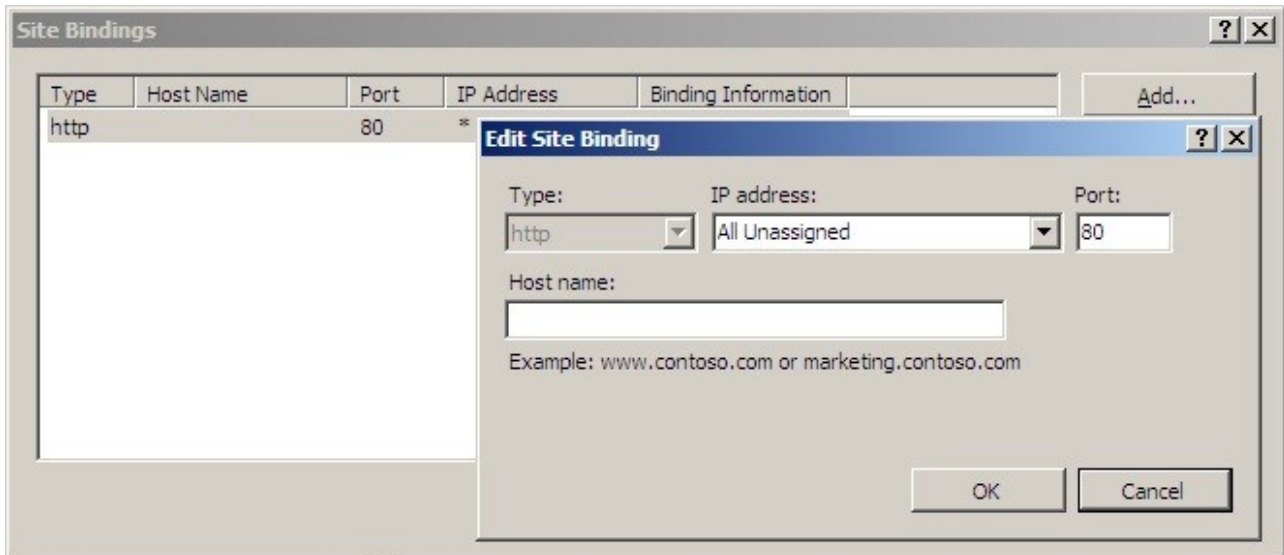 Site Bindings
Type Host Name Port IP Address Binding Information
Add...
http 80 *
Edit Site Binding
Type: IP address: Port:
http All Unassigned 80
Host name:
Example: www.contoso.com or marketing.contoso.com
OK Cancel